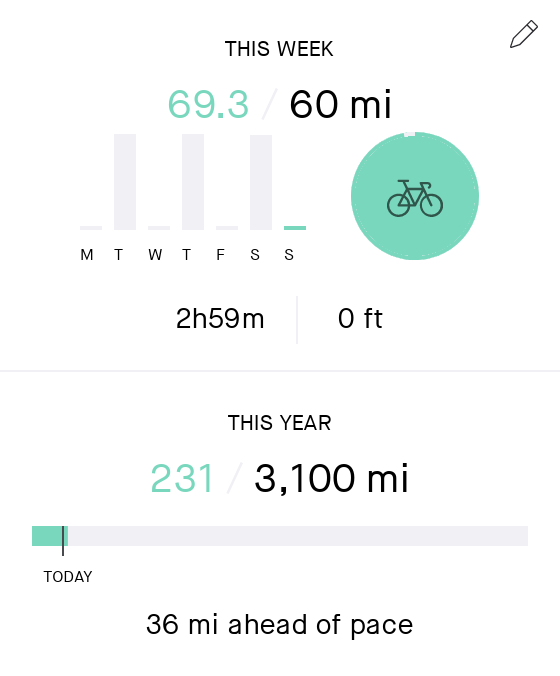 THIS WEEK
69.3 / 60 mi
M T W T F S S
2h59m 0 ft
THIS YEAR
231 / 3,100 mi
TODAY
36 mi ahead of pace